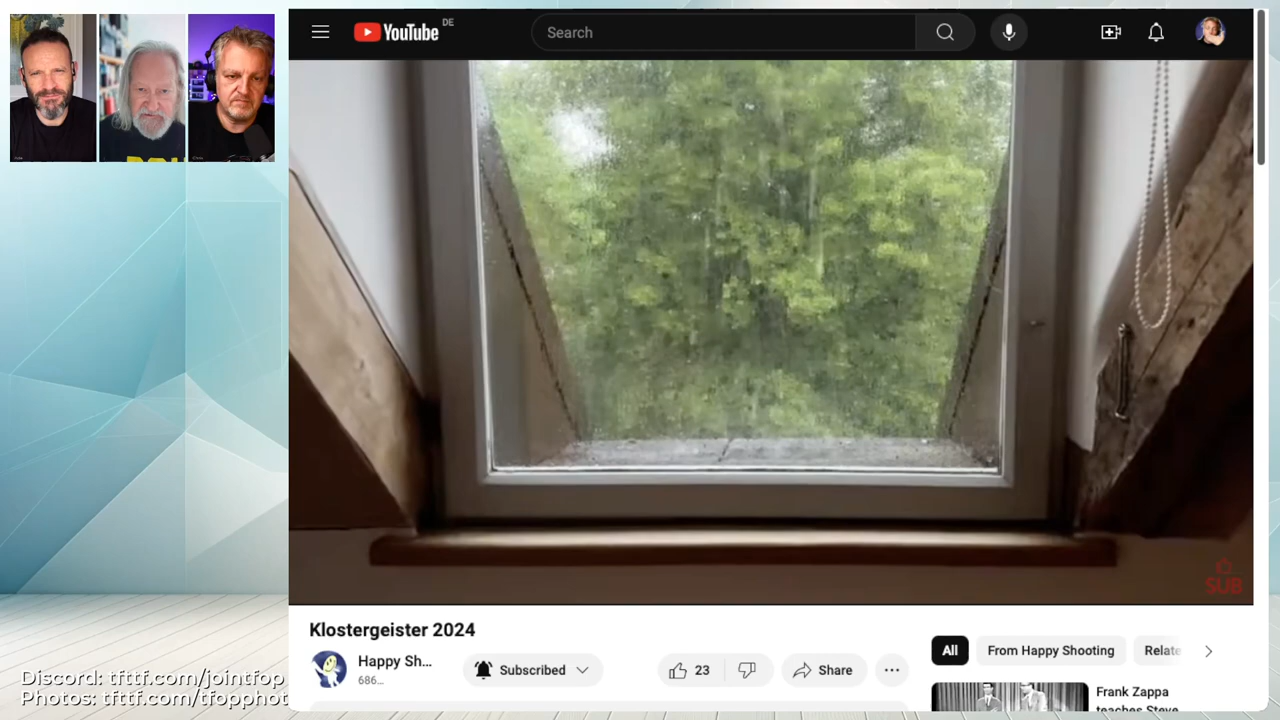 YouTube DE
Search
SUB
Klostergeister 2024
Happy Sh...
686...
Subscribed
23
Share
All
From Happy Shooting
Relate
Frank Zappa
teaches Steve
Discord: tfttf.com/jointfop
Photos: tfttf.com/tfopphot